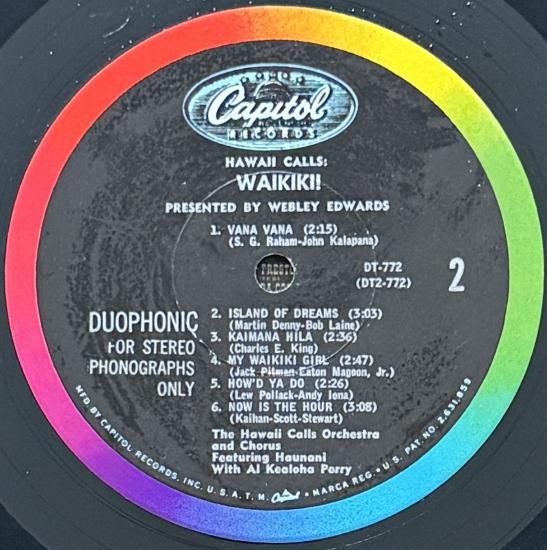 Capitol
RECORDS
HAWAII CALLS:
WAIKIKI!
PRESENTED BY WEBLEY EDWARDS
1. VANA VANA (2:15)
(S. G. Raham-John Kalapana)
DT-772
(DT2-772)
2
DUOPHONIC
FOR STEREO
PHONOGRAPHS
ONLY
2. ISLAND OF DREAMS (3:03)
(Martin Denny-Bob Laine)
3. KAIMANA HILA (2:36)
(Charles E. King)
4. MY WAIKIKI GIRL (2:47)
(Jack Pitman-Eaton Magoon, Jr.)
5. HOW'D YA DO (2:26)
(Lew Pollack-Andy Iona)
6. NOW IS THE HOUR (3:08)
(Kaihan-Scott-Stewart)
The Hawaii Calls Orchestra
and Chorus
Featuring Haunani
With Al Kealoha Perry
MFD. BY CAPITOL RECORDS, INC. U. S. A. T. M. Capitol • MARCA REG. • U. S. PAT. NO. 2,631,859